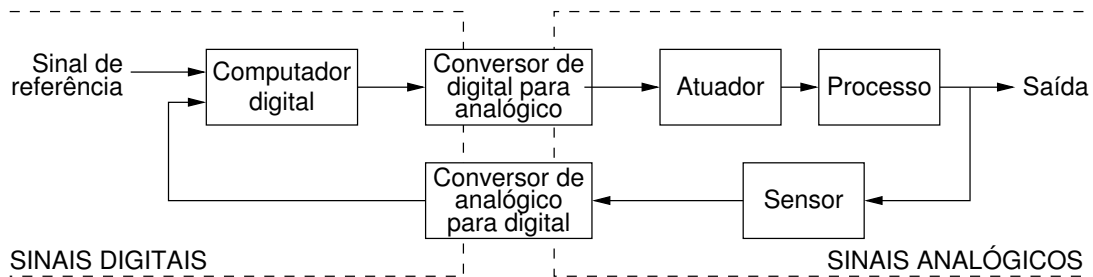 Sinal de
referência
Computador
digital
Conversor de
digital para
analógico
Atuador
Processo
Saída
Conversor de
analógico
para digital
Sensor
SINAIS DIGITAIS
SINAIS ANALÓGICOS